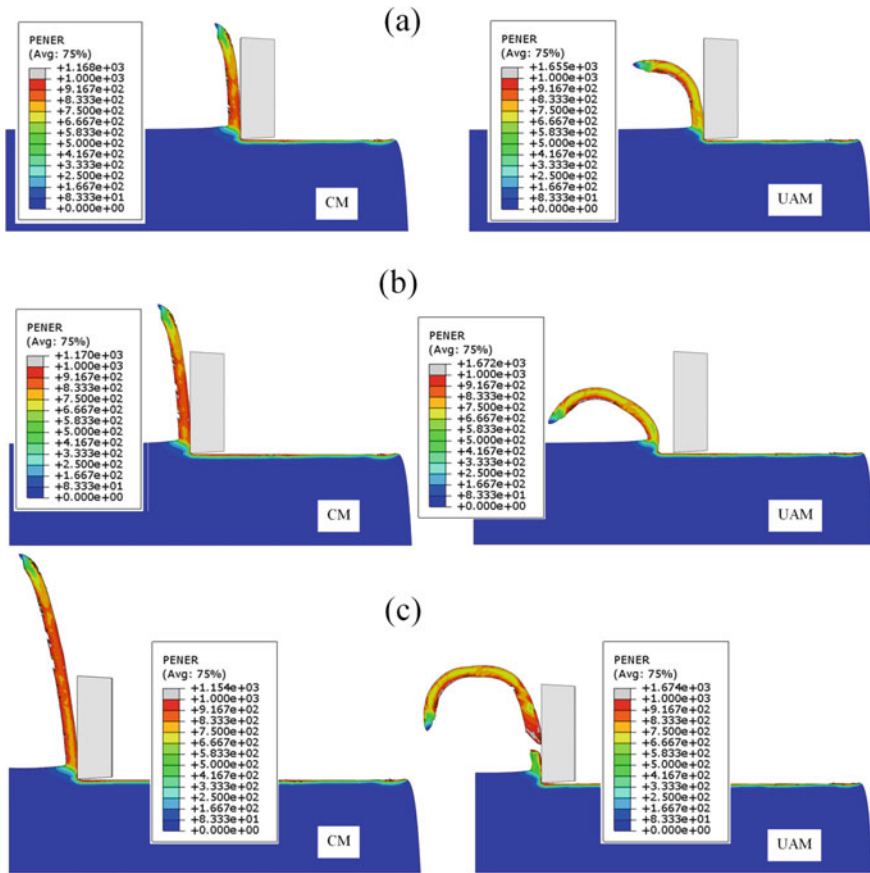 (a)
PENER
(Avg: 75%)
+1.168e+03
+1.000e+03
+9.167e+02
+8.333e+02
+7.500e+02
+6.667e+02
+5.833e+02
+5.000e+02
+4.167e+02
+3.333e+02
+2.500e+02
+1.667e+02
+8.333e+01
+0.000e+00
CM
PENER
(Avg: 75%)
+1.655e+03
+1.000e+03
+9.167e+02
+8.333e+02
+7.500e+02
+6.667e+02
+5.833e+02
+5.000e+02
+4.167e+02
+3.333e+02
+2.500e+02
+1.667e+02
+8.333e+01
+0.000e+00
UAM
(b)
PENER
(Avg: 75%)
+1.170e+03
+1.000e+03
+9.167e+02
+8.333e+02
+7.500e+02
+6.667e+02
+5.833e+02
+5.000e+02
+4.167e+02
+3.333e+02
+2.500e+02
+1.667e+02
+8.333e+01
+0.000e+00
CM
PENER
(Avg: 75%)
+1.672e+03
+1.000e+03
+9.167e+02
+8.333e+02
+7.500e+02
+6.667e+02
+5.833e+02
+5.000e+02
+4.167e+02
+3.333e+02
+2.500e+02
+1.667e+02
+8.333e+01
+0.000e+00
UAM
(c)
PENER
(Avg: 75%)
+1.154e+03
+1.000e+03
+9.167e+02
+8.333e+02
+7.500e+02
+6.667e+02
+5.833e+02
+5.000e+02
+4.167e+02
+3.333e+02
+2.500e+02
+1.667e+02
+8.333e+01
+0.000e+00
CM
PENER
(Avg: 75%)
+1.674e+03
+1.000e+03
+9.167e+02
+8.333e+02
+7.500e+02
+6.667e+02
+5.833e+02
+5.000e+02
+4.167e+02
+3.333e+02
+2.500e+02
+1.667e+02
+8.333e+01
+0.000e+00
UAM